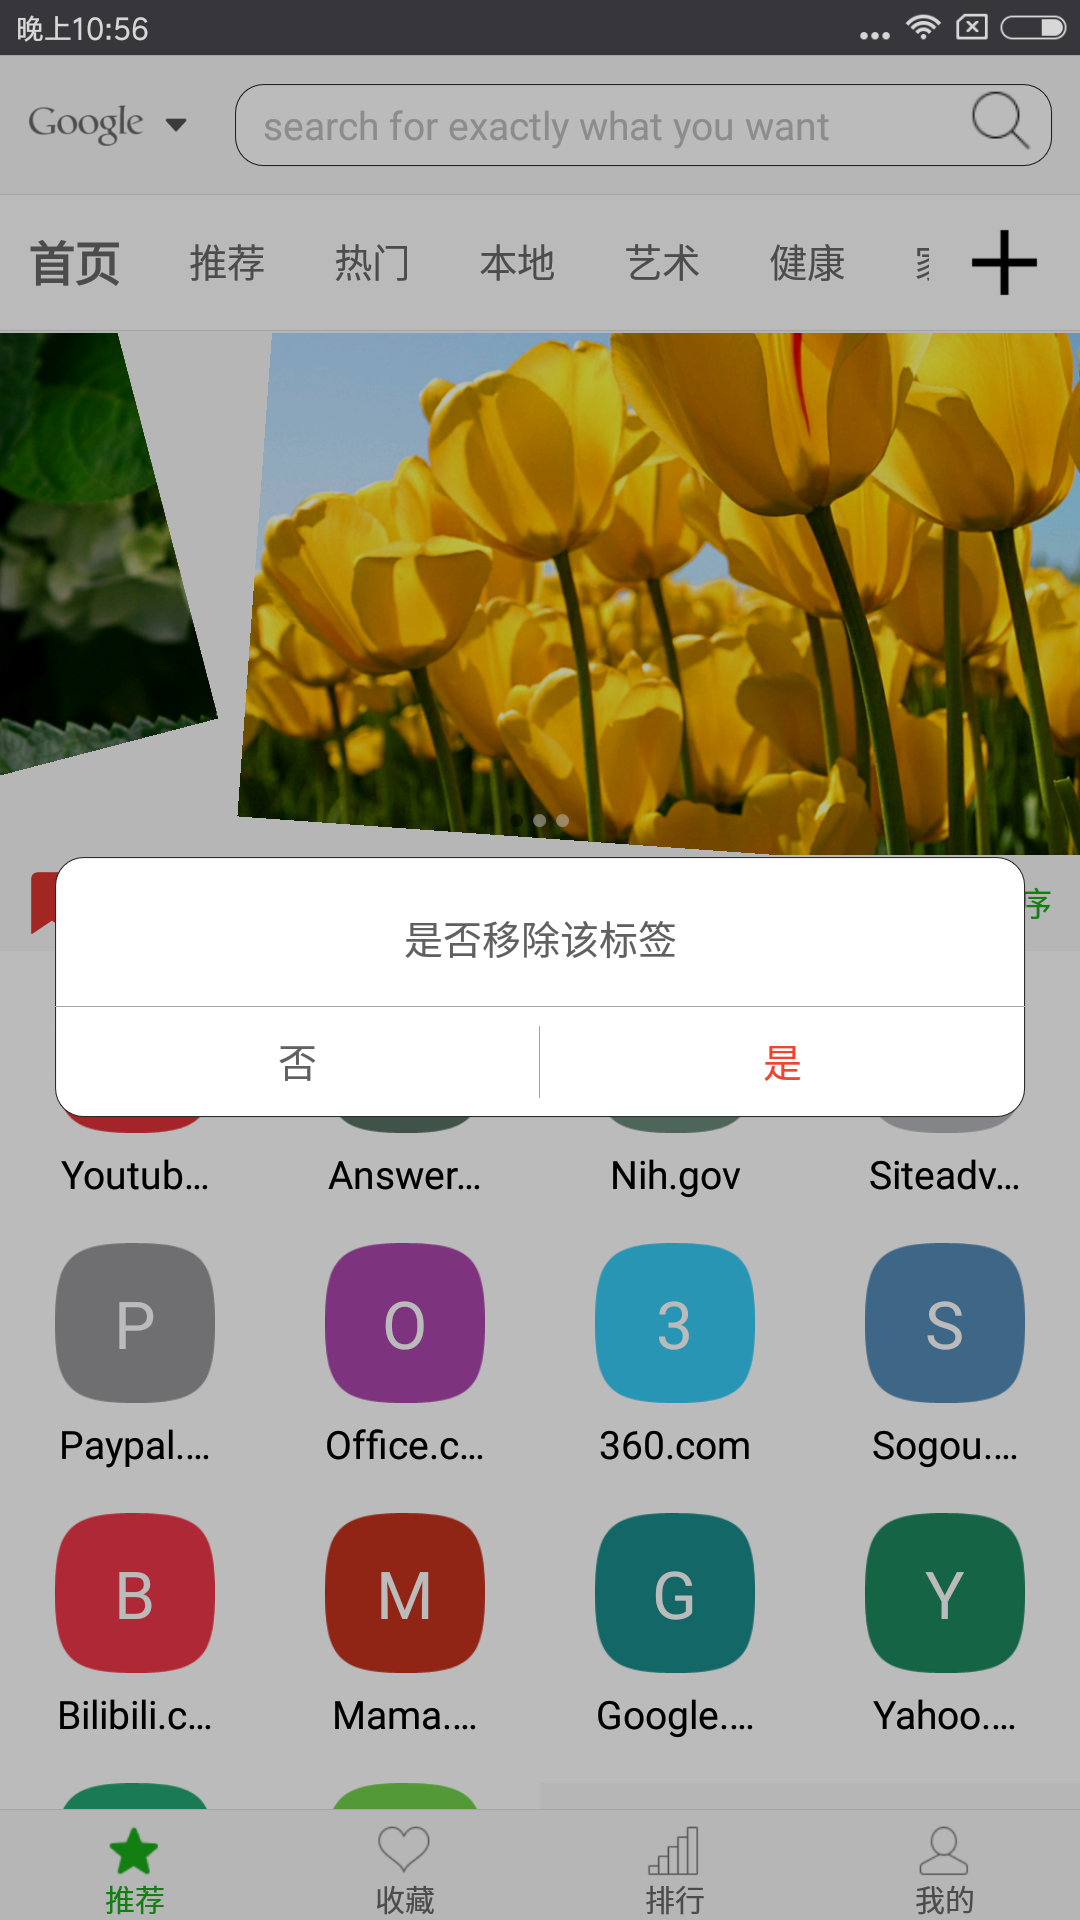 晚上10:56
Google
search for exactly what you want
首页 推荐 热门 本地 艺术 健康
序
是否移除该标签
否 是
Youtub... Answer... Nih.gov Siteadv...
P O 3 S
Paypal.... Office.c... 360.com Sogou....
B M G Y
Bilibili.c... Mama.... Google.... Yahoo....
推荐 收藏 排行 我的